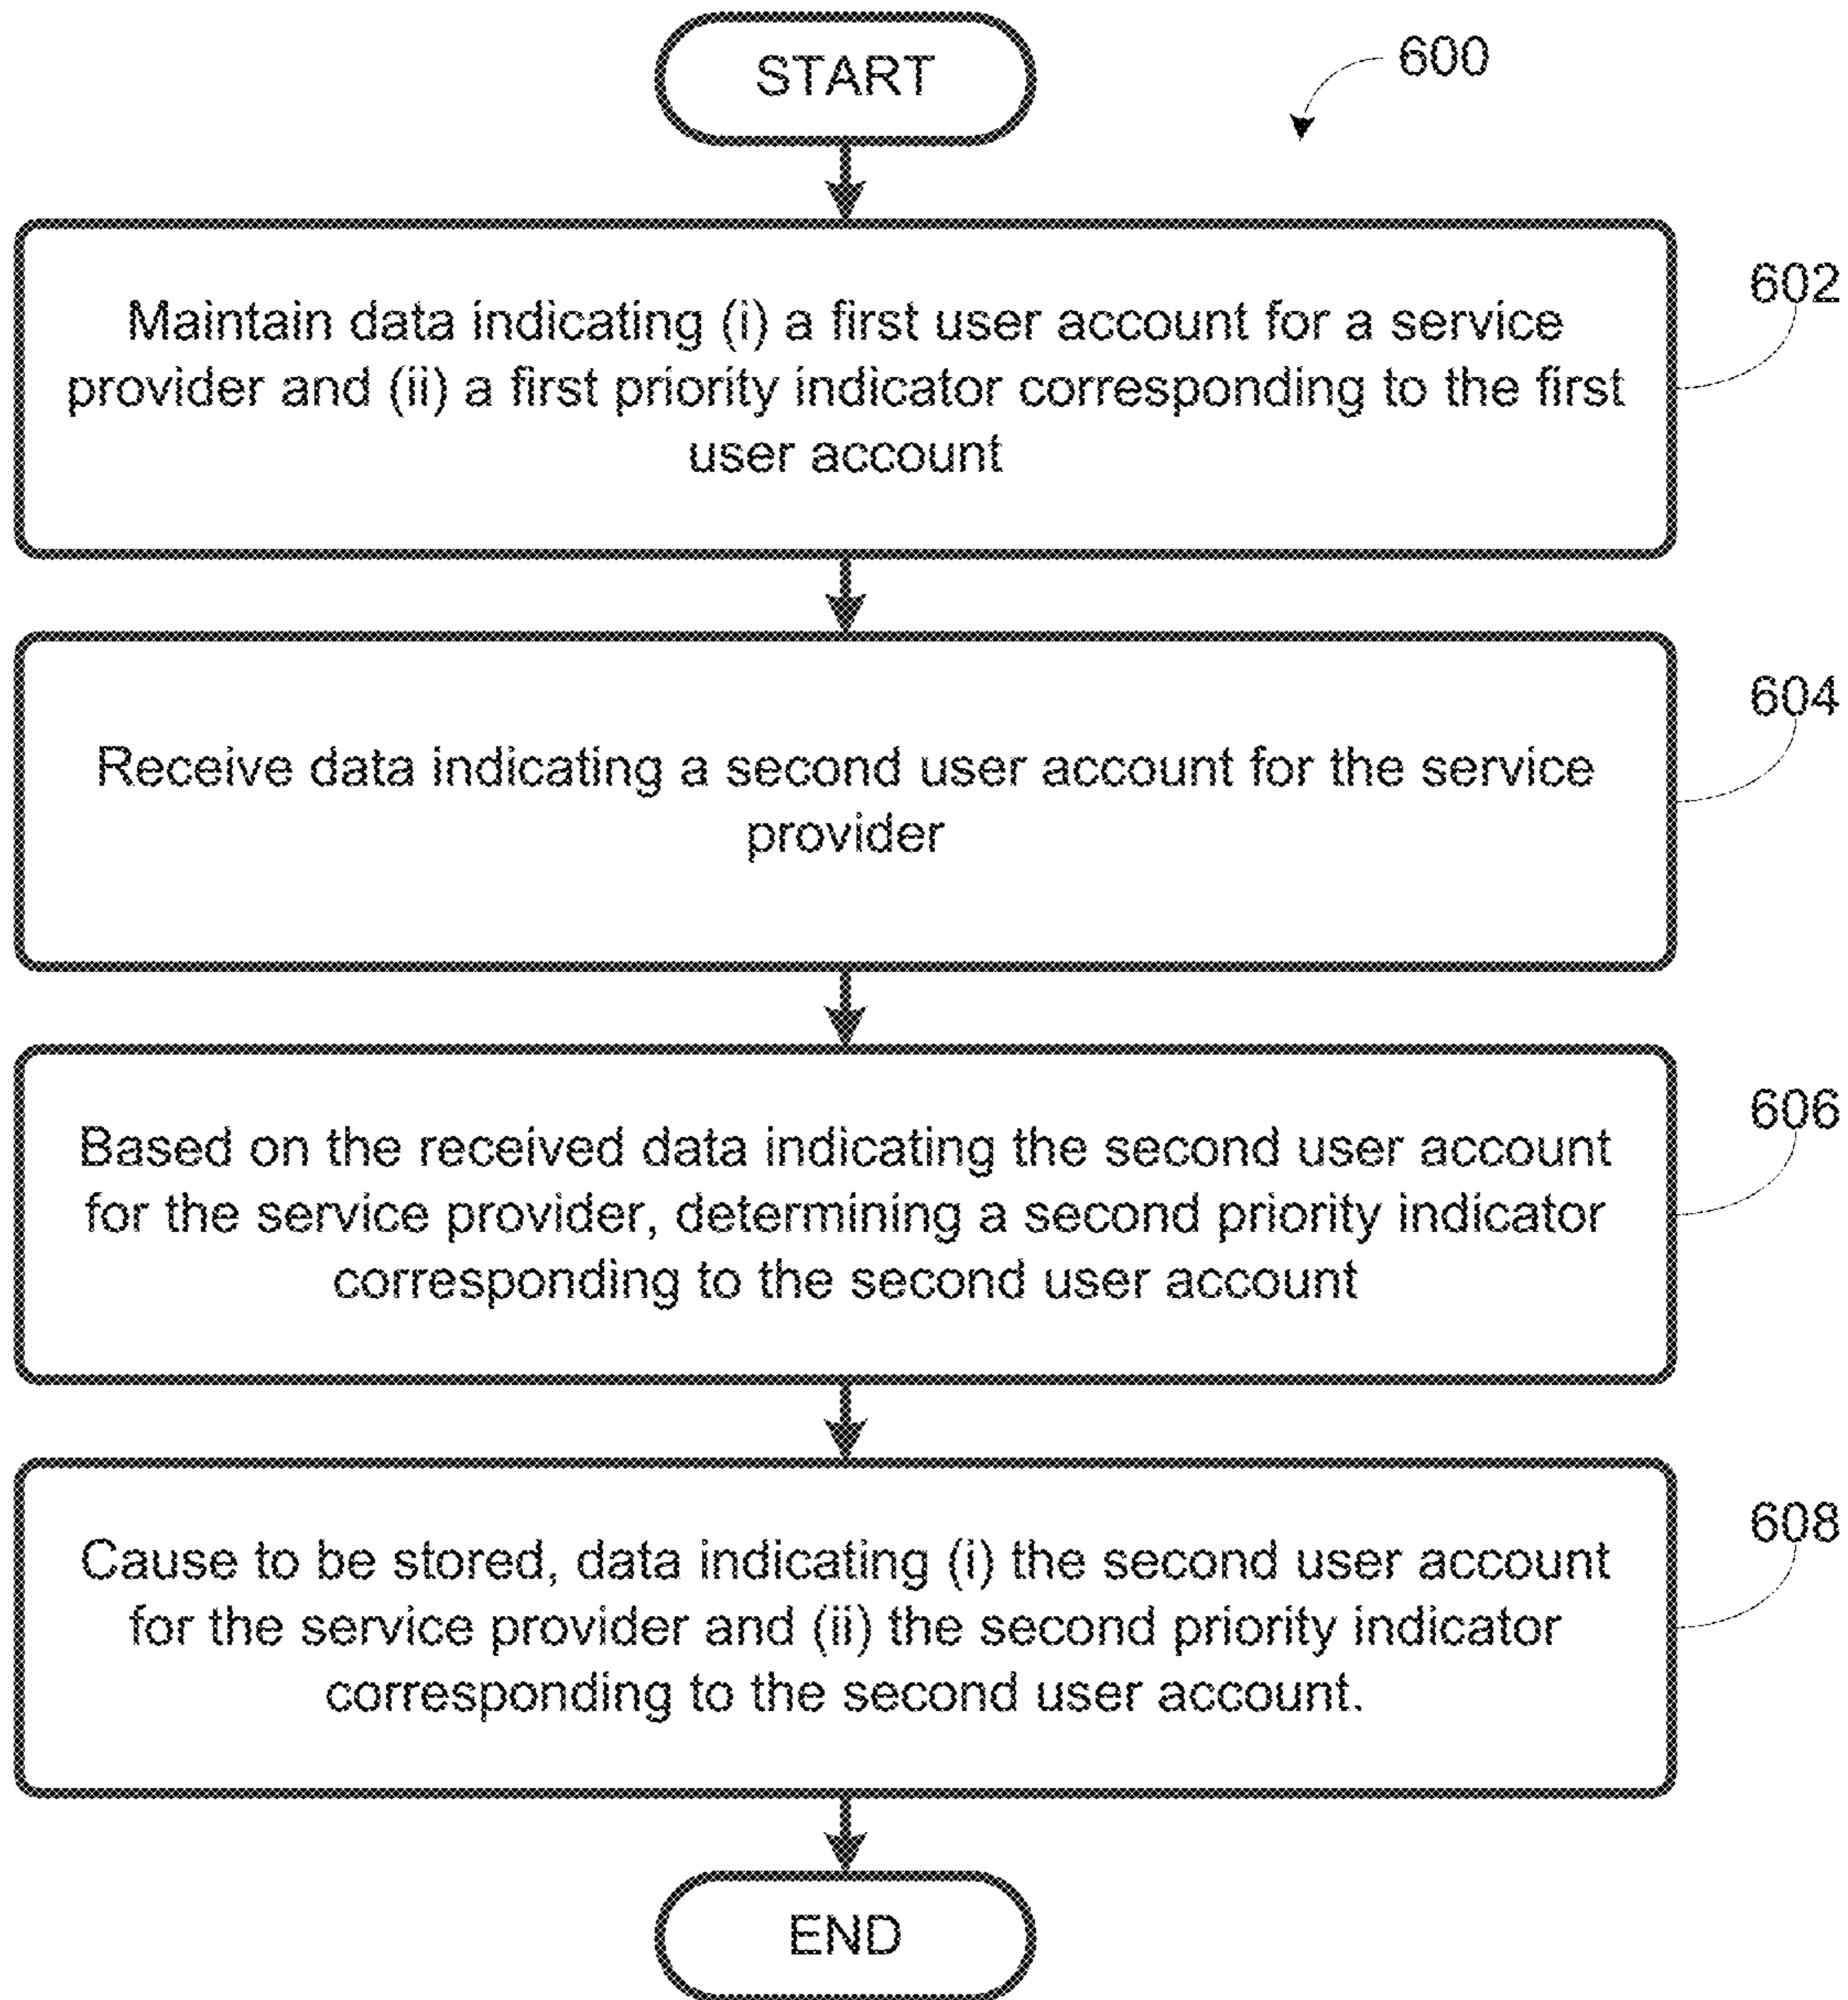 START
600
Maintain data indicating (i) a first user account for a service
provider and (ii) a first priority indicator corresponding to the first
user account
602
Receive data indicating a second user account for the service
provider
604
Based on the received data indicating the second user account
for the service provider, determining a second priority indicator
corresponding to the second user account
606
Cause to be stored, data indicating (i) the second user account
for the service provider and (ii) the second priority indicator
corresponding to the second user account.
608
END